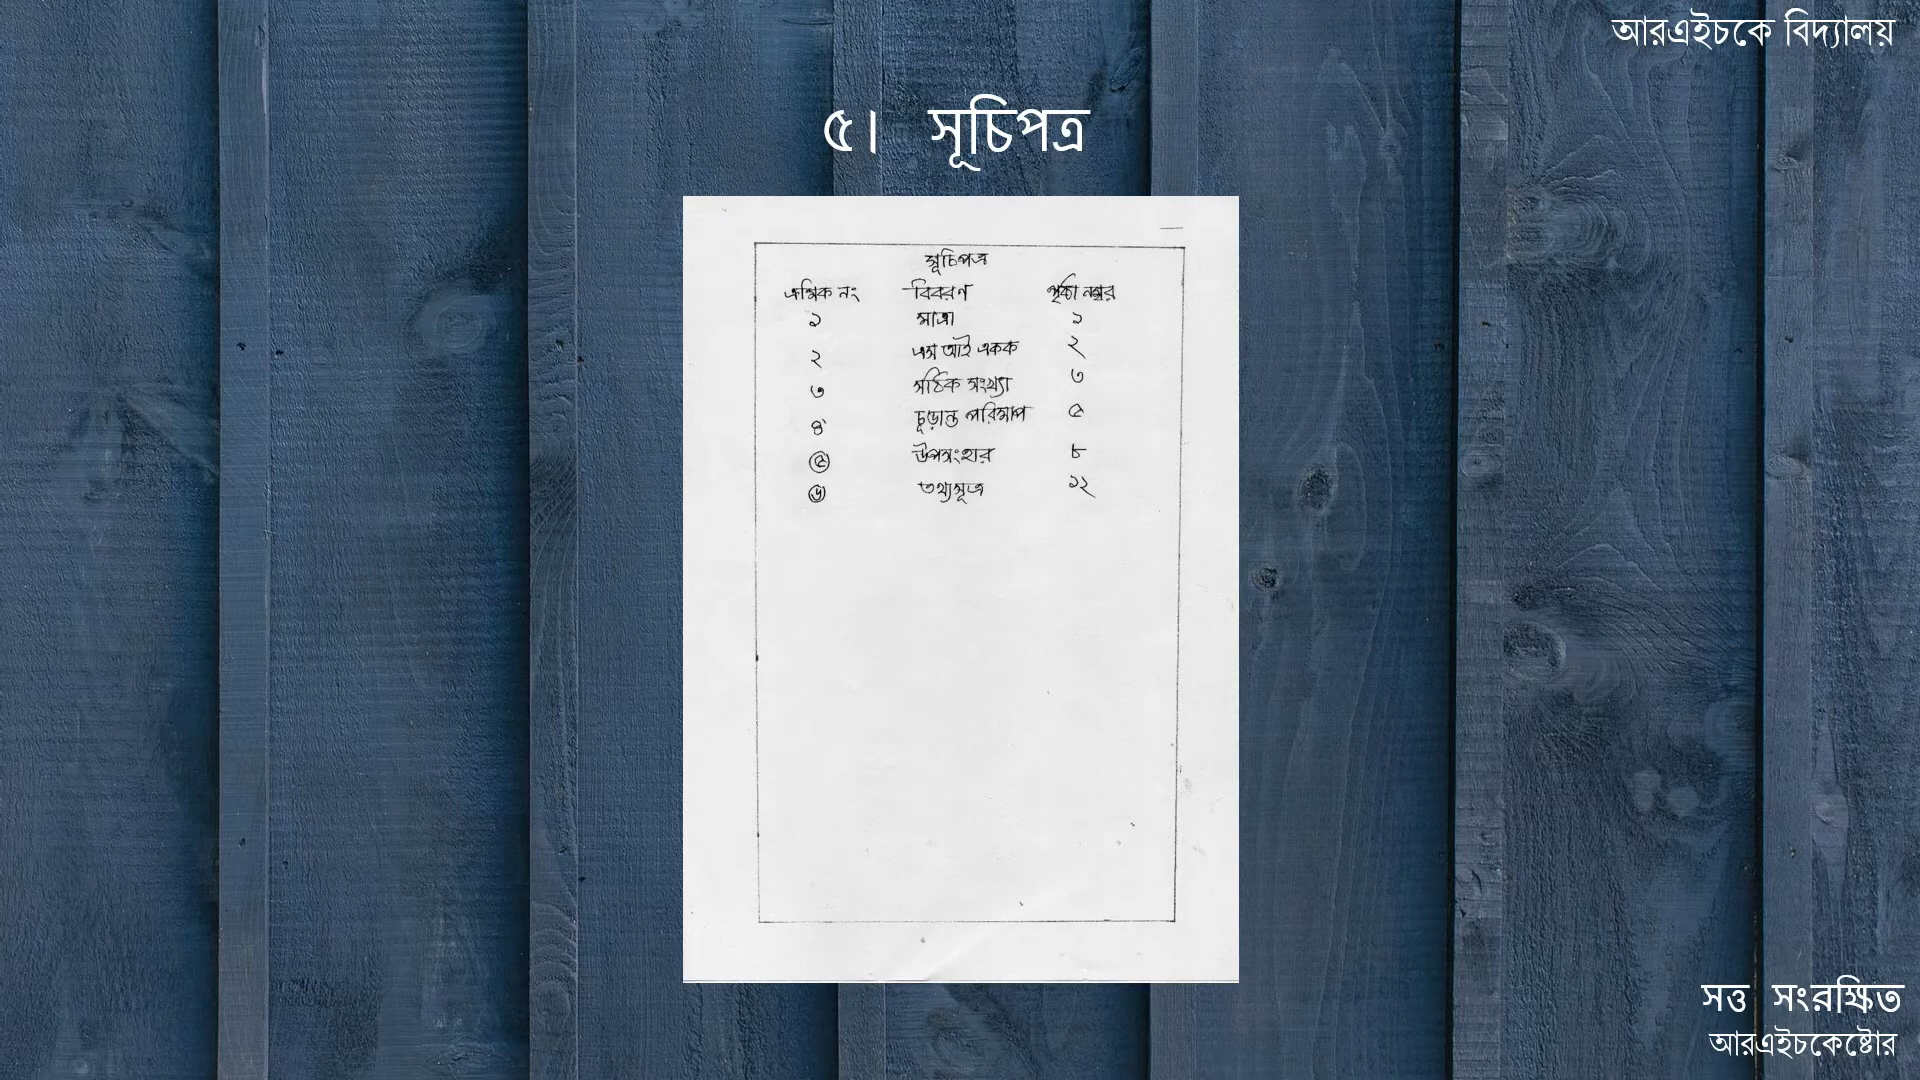 আরএইচকে বিদ্যালয়
৫। সূচিপত্র
সূচিপত্র
ক্রমিক নং বিবরণ পৃষ্ঠা নম্বর
১ মাত্রা ১
২ এস আই একক ২
৩ সঠিক সংখ্যা ৩
৪ চূড়ান্ত পরিমাপ ৫
৫ উপসংহার ৮
৬ তথ্যসূত্র ১২
সত্ত সংরক্ষিত
আরএইচকেষ্টোর